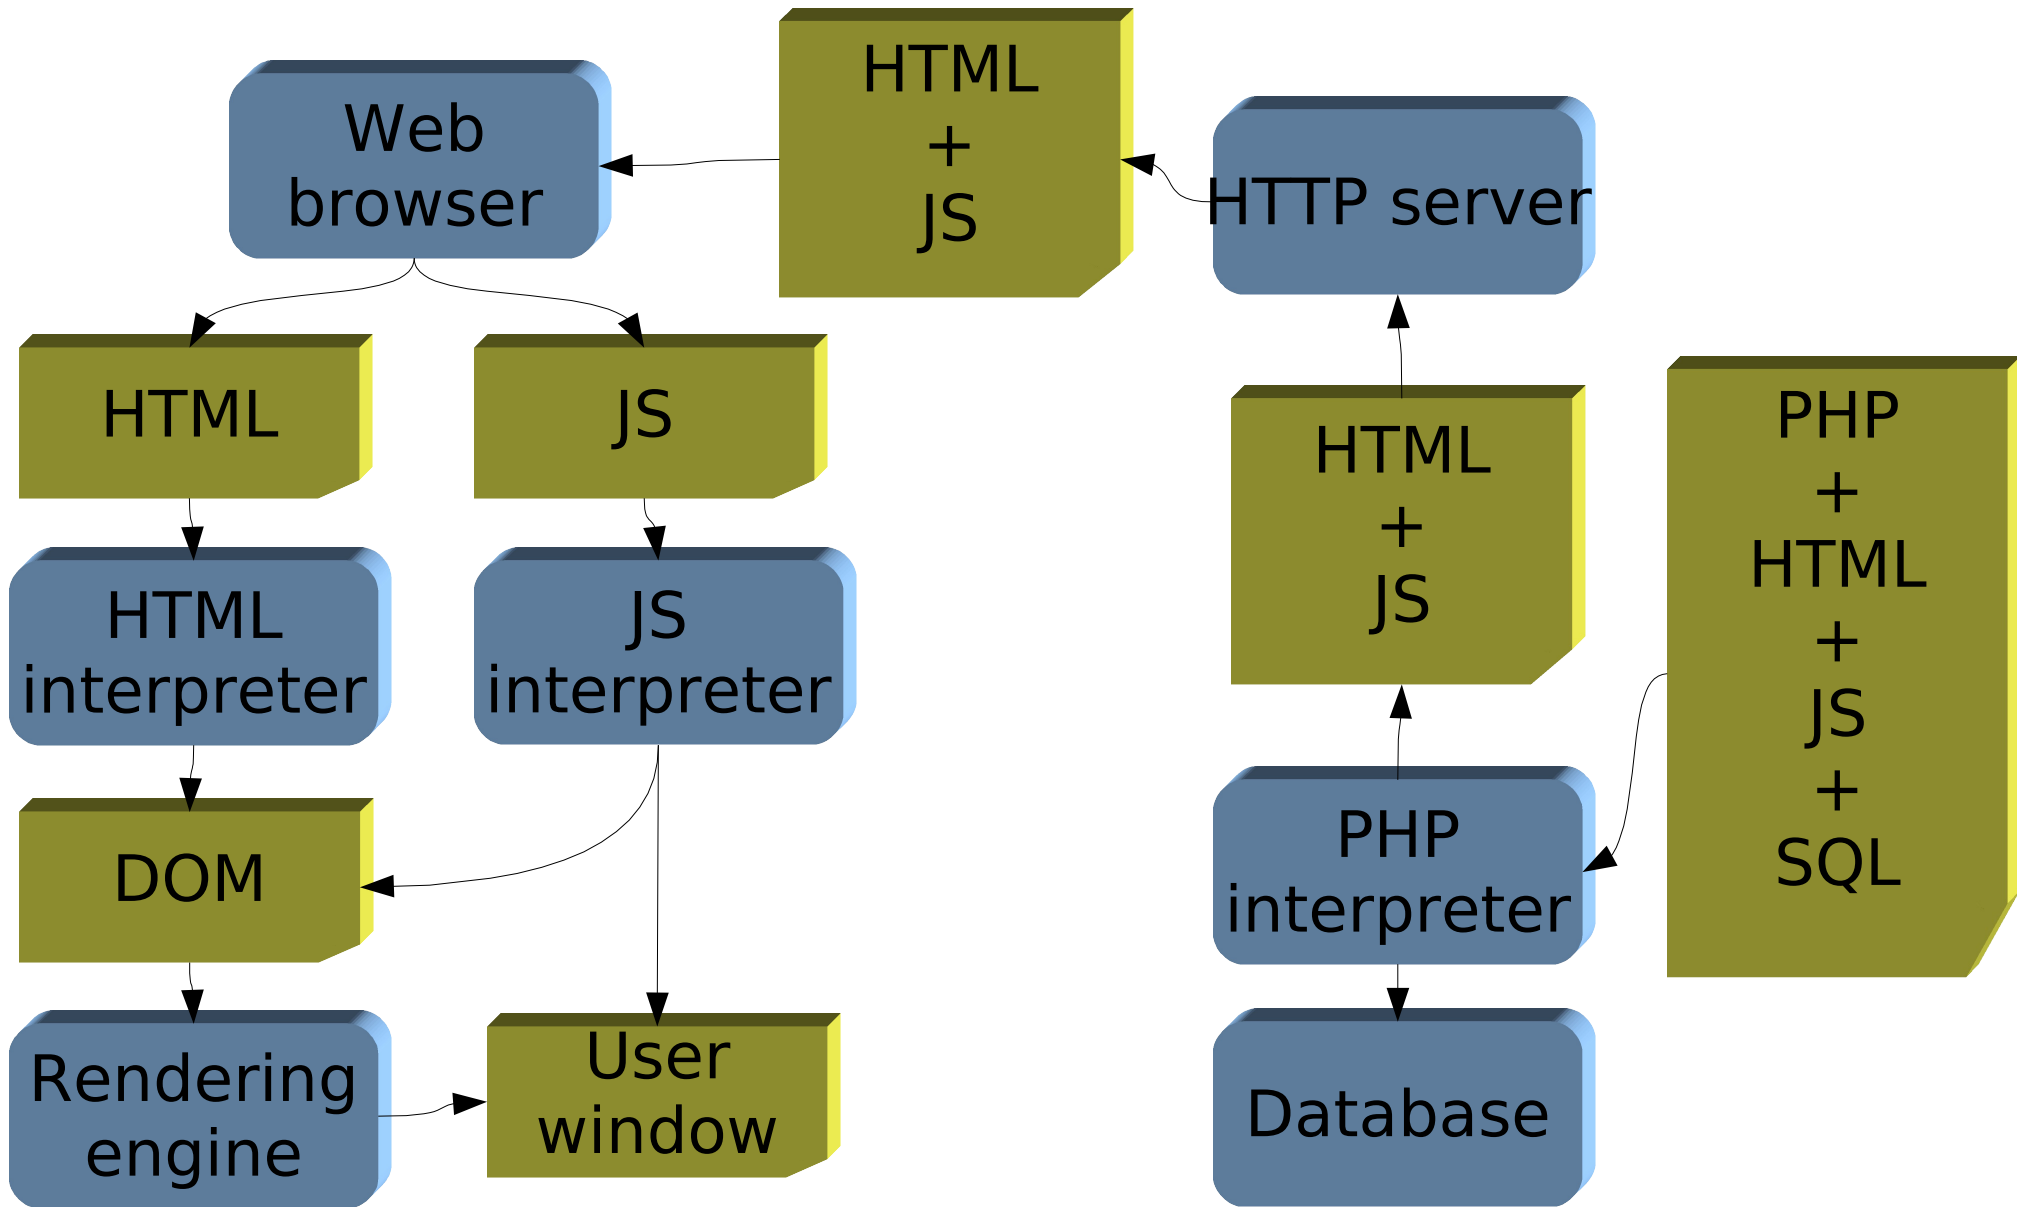 Web
browser
HTML
+
JS
HTTP server
HTML
JS
HTML
+
JS
PHP
+
HTML
+
JS
+
SQL
HTML
interpreter
JS
interpreter
PHP
interpreter
DOM
Rendering
engine
User
window
Database